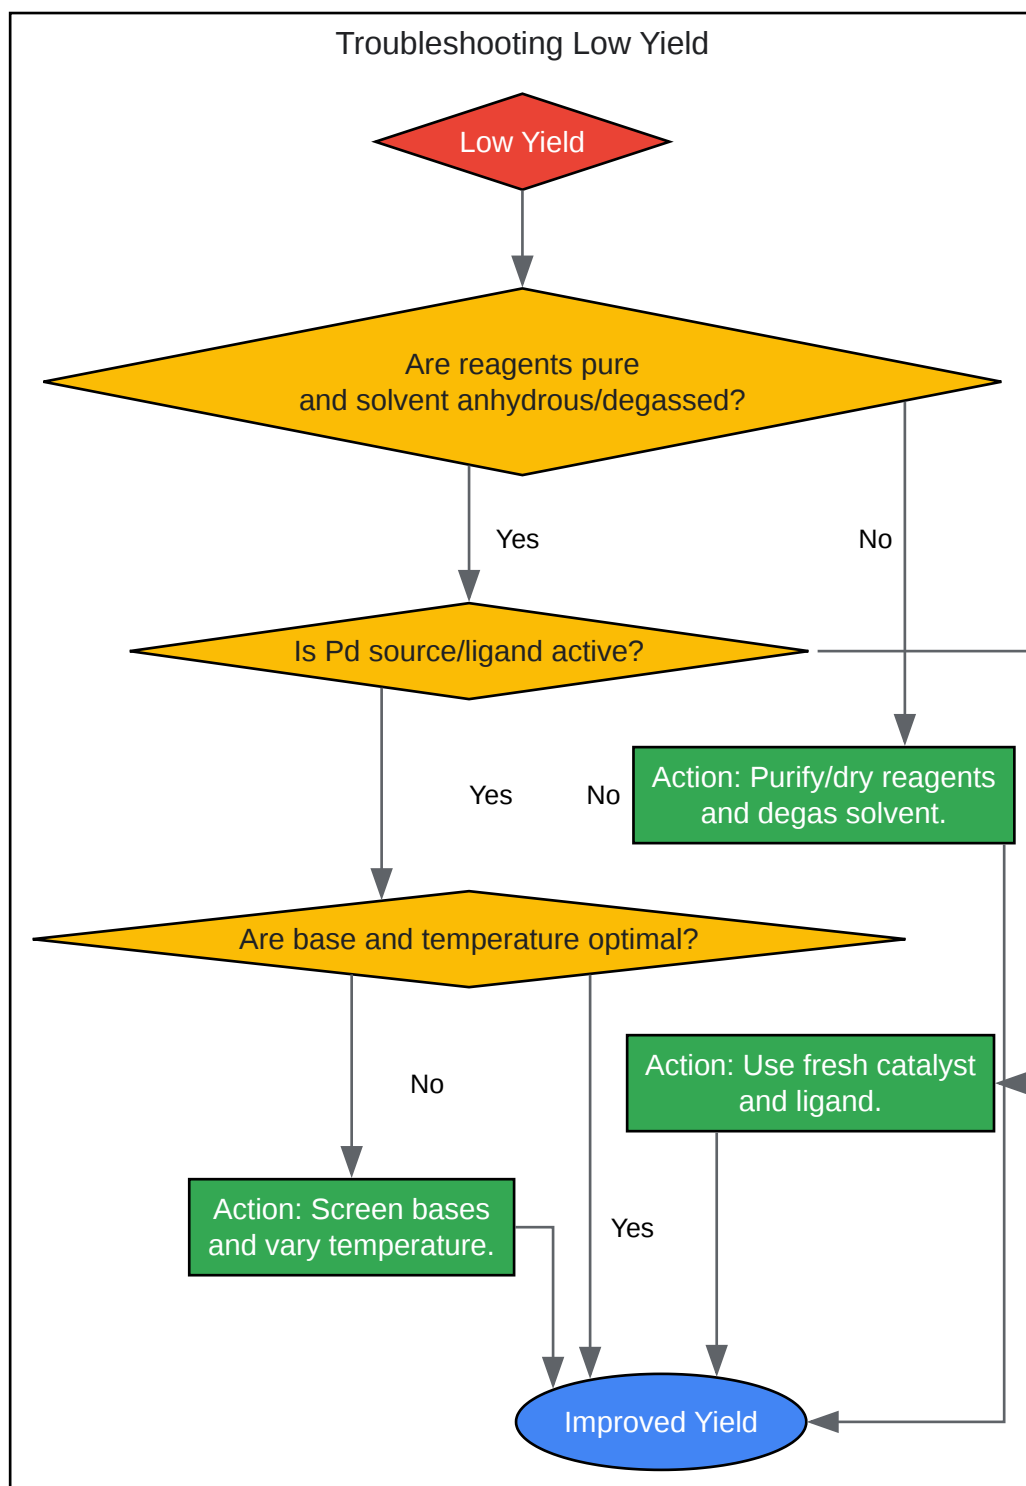 Troubleshooting Low Yield
Low Yield
Are reagents pure
and solvent anhydrous/degassed?
Yes
No
Is Pd source/ligand active?
Yes
No
Action: Purify/dry reagents
and degas solvent.
Are base and temperature optimal?
No
Action: Use fresh catalyst
and ligand.
Action: Screen bases
and vary temperature.
Yes
Improved Yield